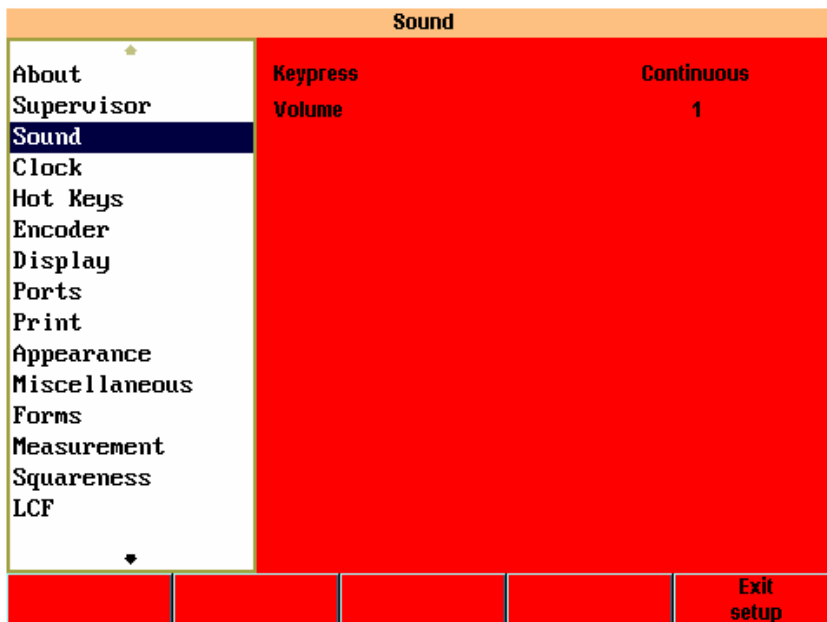 Sound
About
Supervisor
Sound
Clock
Hot Keys
Encoder
Display
Ports
Print
Appearance
Miscellaneous
Forms
Measurement
Squareness
LCF
Keypress Continuous
Volume 1
Exit
setup